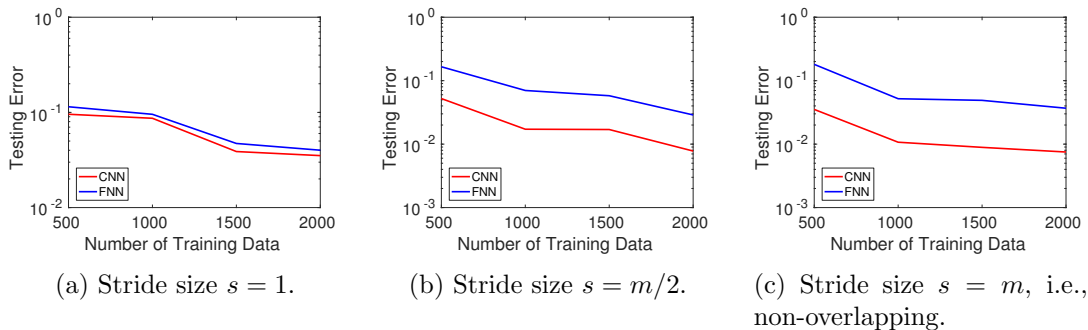 10^0
10^-1
10^-2
Testing Error
CNN
FNN
500 1000 1500 2000
Number of Training Data
(a) Stride size s = 1.
10^0
10^-1
10^-2
10^-3
Testing Error
CNN
FNN
500 1000 1500 2000
Number of Training Data
(b) Stride size s = m/2.
10^0
10^-1
10^-2
10^-3
Testing Error
CNN
FNN
500 1000 1500 2000
Number of Training Data
(c) Stride size s = m, i.e.,
non-overlapping.